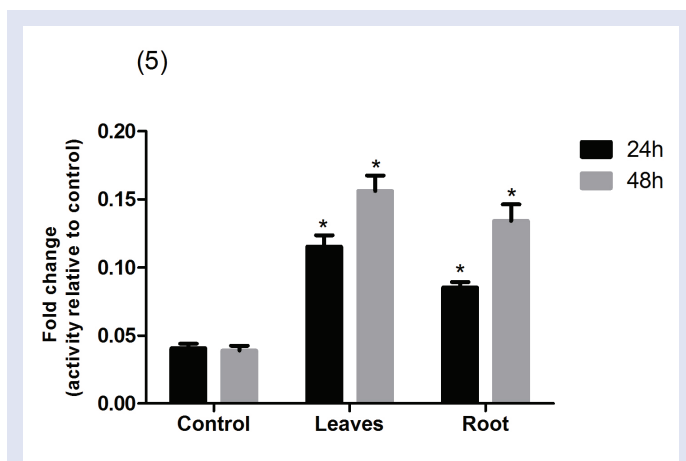 (5)
Fold change
(activity relative to control)
0.20
0.15
0.10
0.05
0.00
*
*
*
*
Control Leaves Root
24h
48h